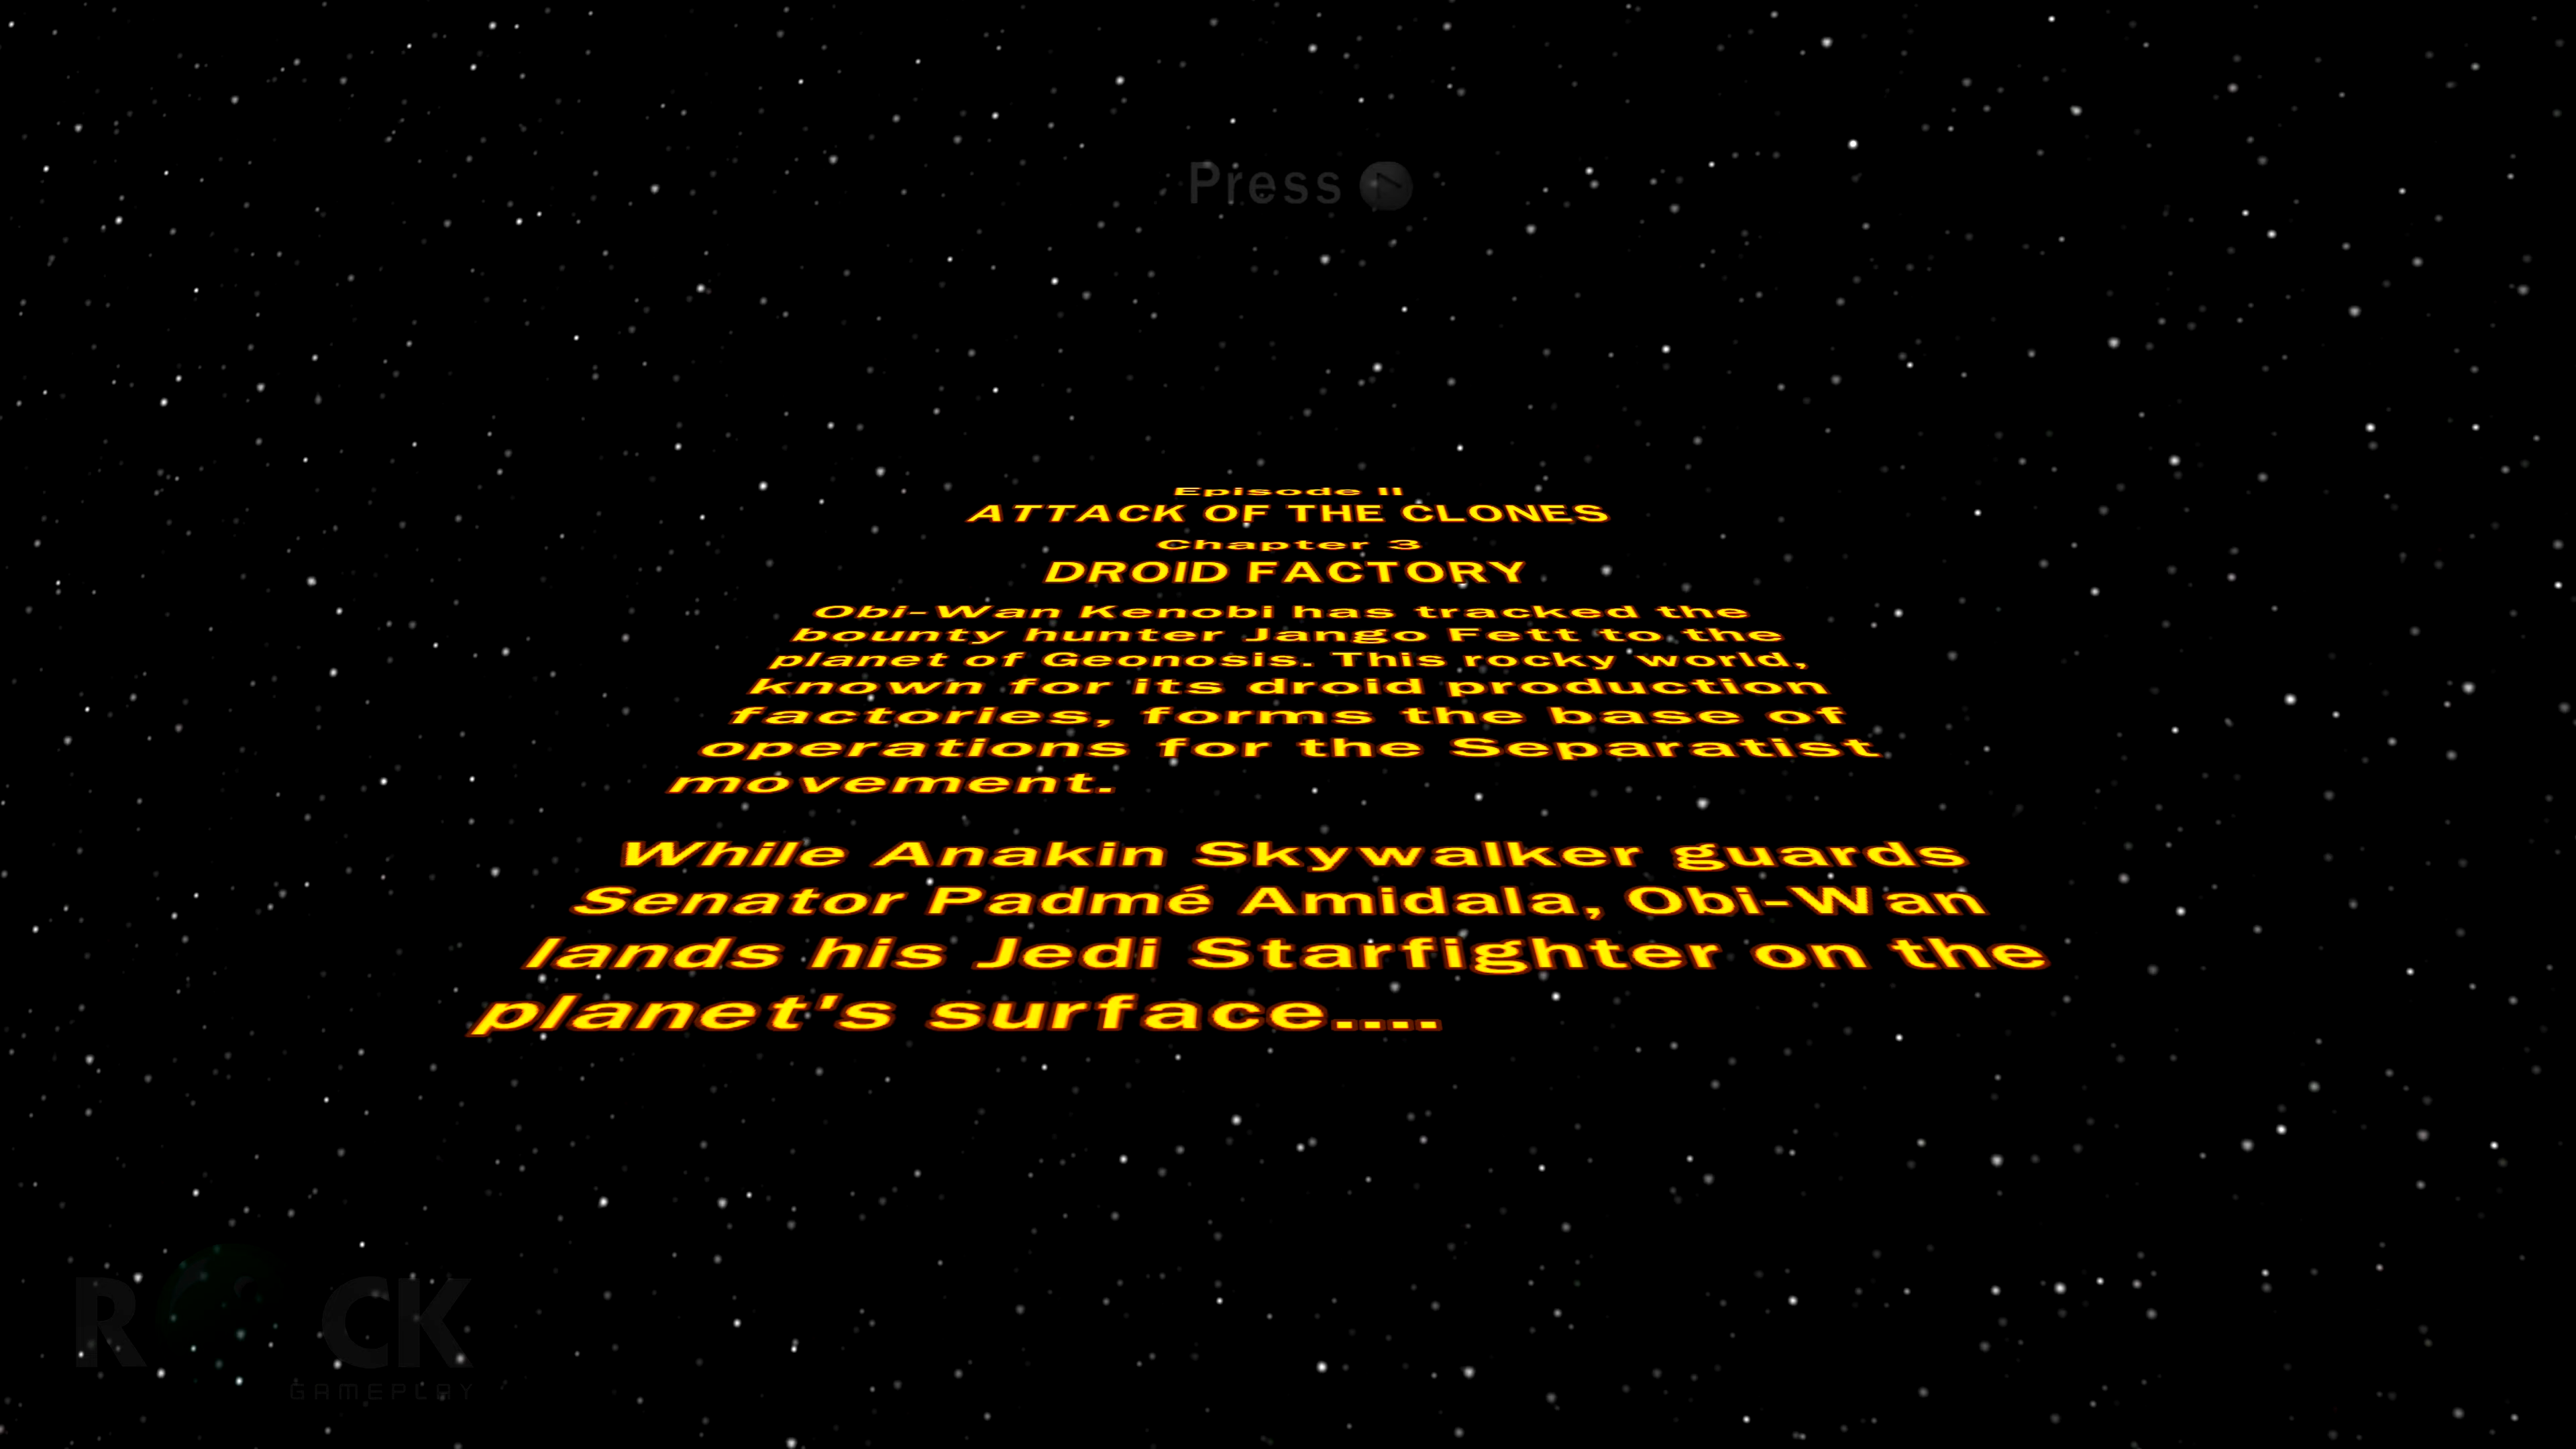 Press
Episode II
ATTACK OF THE CLONES
Chapter 3
DROID FACTORY
Obi-Wan Kenobi has tracked the
bounty hunter Jango Fett to the
planet of Geonosis. This rocky world,
known for its droid production
factories, forms the base of
operations for the Separatist
movement.
While Anakin Skywalker guards
Senator Padmé Amidala, Obi-Wan
lands his Jedi Starfighter on the
planet's surface....
R CK
GAMEPLAY